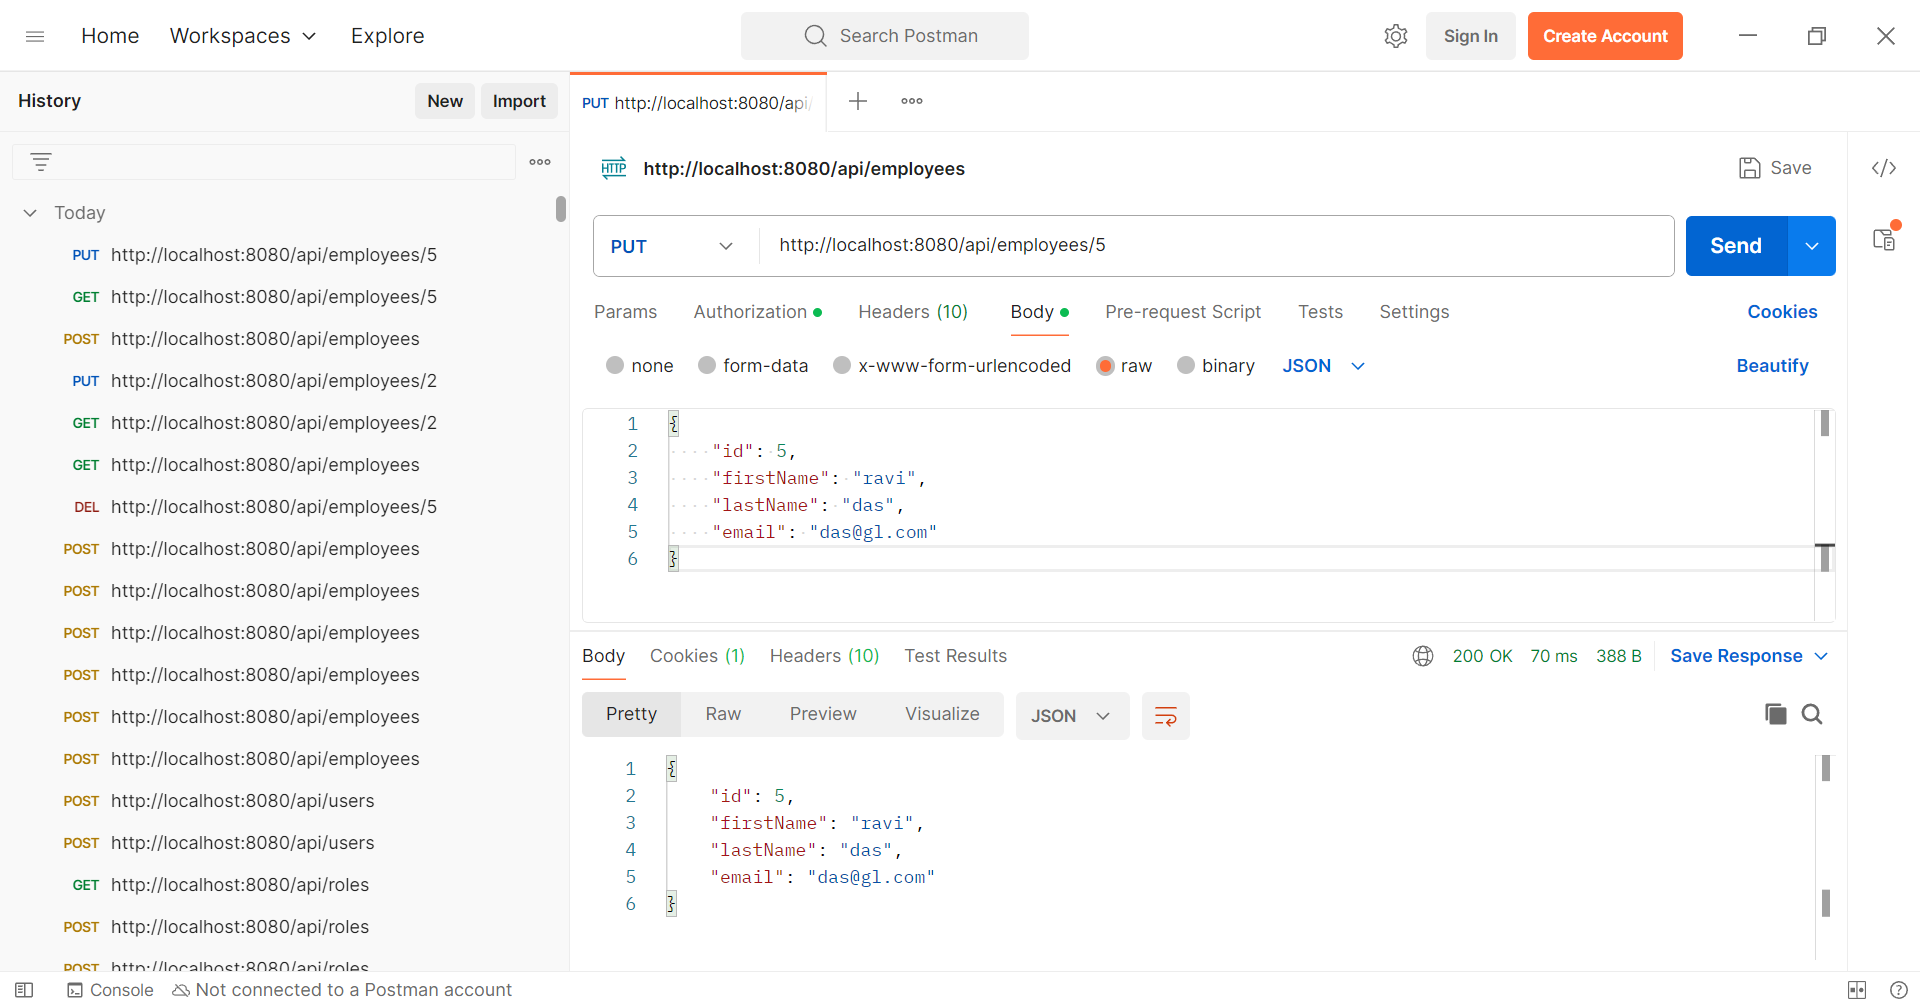 Home Workspaces Explore Search Postman Sign In Create Account
History New Import
PUT http://localhost:8080/api/
HTTP http://localhost:8080/api/employees Save
Today
PUT http://localhost:8080/api/employees/5
GET http://localhost:8080/api/employees/5
POST http://localhost:8080/api/employees
PUT http://localhost:8080/api/employees/2
GET http://localhost:8080/api/employees/2
GET http://localhost:8080/api/employees
DEL http://localhost:8080/api/employees/5
POST http://localhost:8080/api/employees
POST http://localhost:8080/api/employees
POST http://localhost:8080/api/employees
POST http://localhost:8080/api/employees
POST http://localhost:8080/api/employees
POST http://localhost:8080/api/employees
POST http://localhost:8080/api/users
POST http://localhost:8080/api/users
GET http://localhost:8080/api/roles
POST http://localhost:8080/api/roles
POST http://localhost:8080/api/roles
PUT http://localhost:8080/api/employees/5 Send
Params Authorization Headers (10) Body Pre-request Script Tests Settings Cookies
none form-data x-www-form-urlencoded raw binary JSON Beautify
1 {
2 "id": 5,
3 "firstName": "ravi",
4 "lastName": "das",
5 "email": "das@gl.com"
6 }
Body Cookies (1) Headers (10) Test Results 200 OK 70 ms 388 B Save Response
Pretty Raw Preview Visualize JSON
1 {
2 "id": 5,
3 "firstName": "ravi",
4 "lastName": "das",
5 "email": "das@gl.com"
6 }
Console Not connected to a Postman account